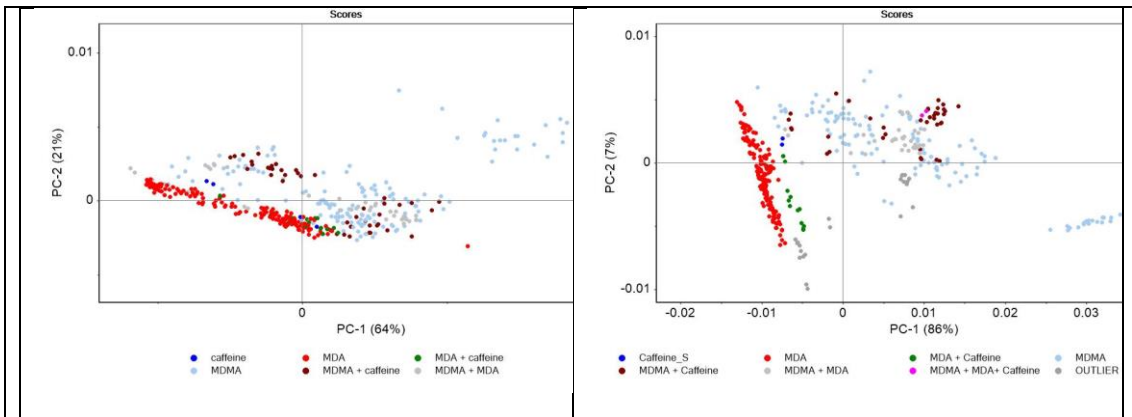 Scores
0.01
0
PC-2 (21%)
0
PC-1 (64%)
caffeine
MDA
MDA + caffeine
MDMA
MDMA + caffeine
MDMA + MDA
Scores
0.01
0
-0.01
PC-2 (7%)
-0.02
-0.01
0
0.01
0.02
0.03
PC-1 (86%)
Caffeine_S
MDA
MDA + Caffeine
MDMA
MDMA + Caffeine
MDMA + MDA
MDMA + MDA+ Caffeine
OUTLIER